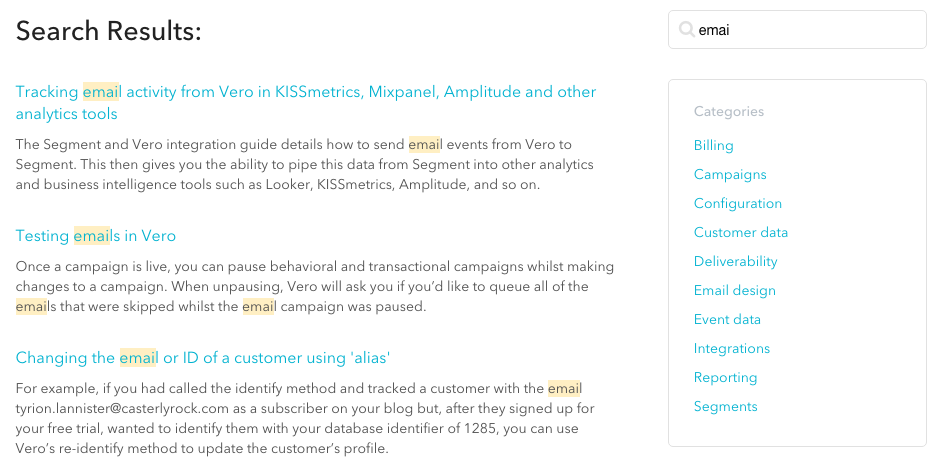 Search Results:
emai
Tracking email activity from Vero in KISSmetrics, Mixpanel, Amplitude and other
analytics tools
The Segment and Vero integration guide details how to send email events from Vero to
Segment. This then gives you the ability to pipe this data from Segment into other analytics
and business intelligence tools such as Looker, KISSmetrics, Amplitude, and so on.
Testing emails in Vero
Once a campaign is live, you can pause behavioral and transactional campaigns whilst making
changes to a campaign. When unpausing, Vero will ask you if you’d like to queue all of the
emails that were skipped whilst the email campaign was paused.
Changing the email or ID of a customer using 'alias'
For example, if you had called the identify method and tracked a customer with the email
tyrion.lannister@casterlyrock.com as a subscriber on your blog but, after they signed up for
your free trial, wanted to identify them with your database identifier of 1285, you can use
Vero’s re-identify method to update the customer’s profile.
Categories
Billing
Campaigns
Configuration
Customer data
Deliverability
Email design
Event data
Integrations
Reporting
Segments